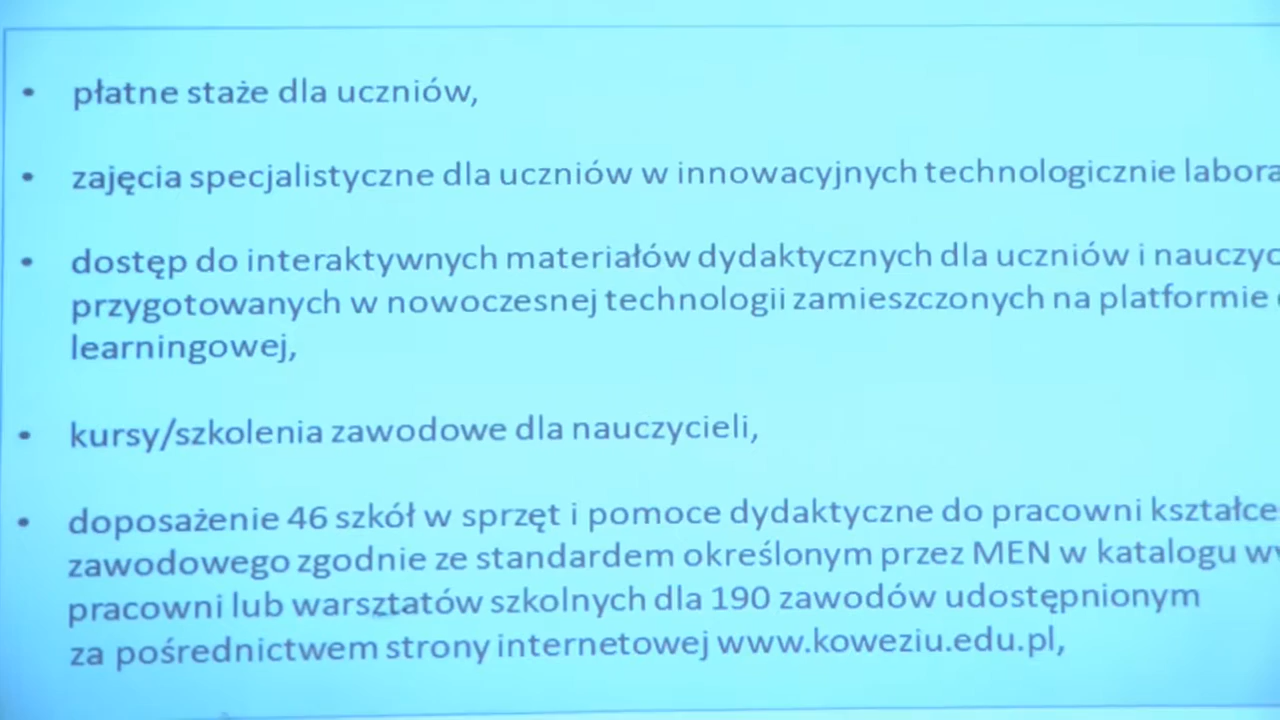 • płatne staże dla uczniów,
• zajęcia specjalistyczne dla uczniów w innowacyjnych technologicznie
• dostęp do interaktywnych materiałów dydaktycznych dla uczniów i
przygotowanych w nowoczesnej technologii zamieszczonych na platformie
learningowej,
• kursy/szkolenia zawodowe dla nauczycieli,
• doposażenie 46 szkół w sprzęt i pomoce dydaktyczne do pracowni
zawodowego zgodnie ze standardem określonym przez MEN w katalogu
pracowni lub warsztatów szkolnych dla 190 zawodów udostępnionym
za pośrednictwem strony internetowej www.koweziu.edu.pl,